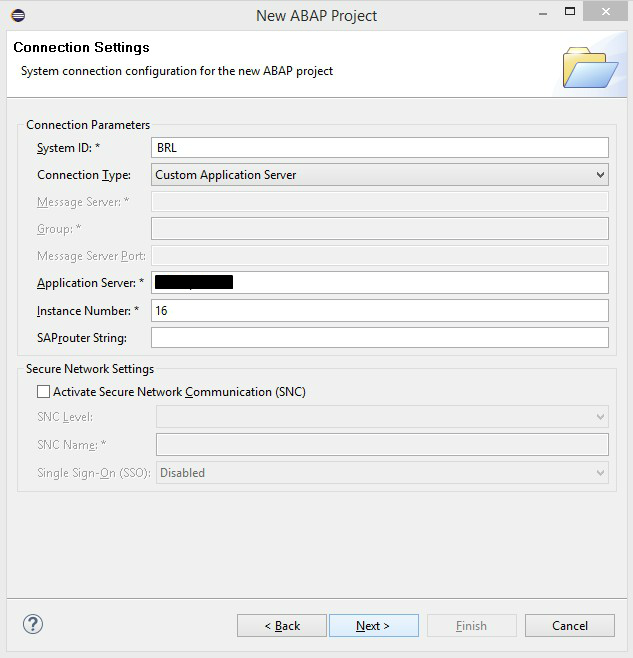 New ABAP Project
Connection Settings
System connection configuration for the new ABAP project
Connection Parameters
System ID: * BRL
Connection Type: Custom Application Server
Message Server: *
Group: *
Message Server Port:
Application Server: *
Instance Number: * 16
SAProuter String:
Secure Network Settings
Activate Secure Network Communication (SNC)
SNC Level:
SNC Name: *
Single Sign-On (SSO): Disabled
? < Back Next > Finish Cancel